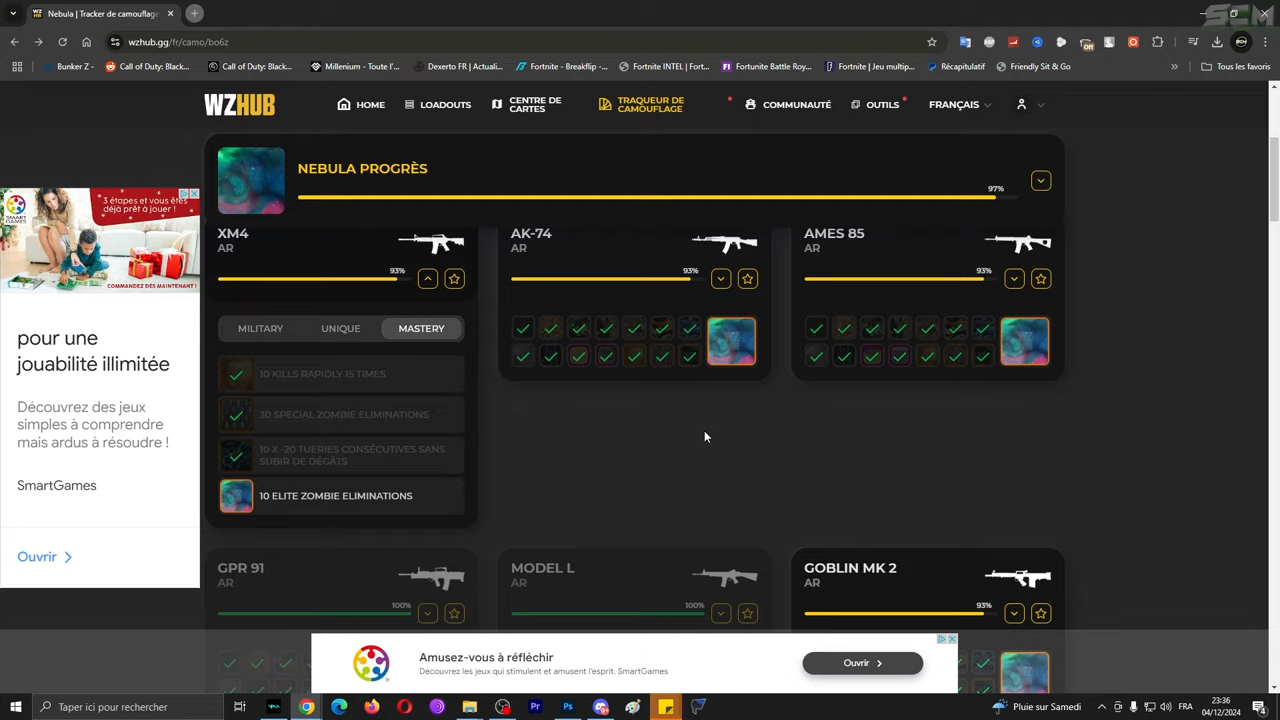 Nebula | Tracker de camouflage
wzhub.gg/fr/camo/bo6z
Bunker Z -
Call of Duty: Black...
Call of Duty: Black...
Millenium - Toute l'...
Dexerto FR | Actuali...
Fortnite - Breakflip -...
Fortnite INTEL | Fort...
Fortnite Battle Roy...
Fortnite | Jeu multip...
Récapitulatif
Friendly Sit & Go
Tous les favoris
WZHUB
HOME
LOADOUTS
CENTRE DE
CARTES
TRAQUEUR DE
CAMOUFLAGE
COMMUNAUTÉ
OUTILS
FRANÇAIS
NEBULA PROGRÈS
97%
SMART
GAMES
3 étapes et vous êtes
déjà prêt à jouer !
COMMANDEZ DÈS MAINTENANT !
pour une
jouabilité illimitée
Découvrez des jeux
simples à comprendre
mais ardus à résoudre !
SmartGames
Ouvrir
XM4
AR
93%
MILITARY
UNIQUE
MASTERY
10 KILLS RAPIDLY 15 TIMES
30 SPECIAL ZOMBIE ELIMINATIONS
10 X -20 TUERIES CONSÉCUTIVES SANS
SUBIR DE DÉGÂTS
10 ELITE ZOMBIE ELIMINATIONS
AK-74
AR
93%
AMES 85
AR
93%
GPR 91
AR
100%
MODEL L
AR
100%
GOBLIN MK 2
AR
93%
Amusez-vous à réfléchir
Découvrez les jeux qui stimulent et amusent l'esprit. SmartGames
Ouvrir
Taper ici pour rechercher
Pluie sur Samedi
FRA
23:36
04/12/2024